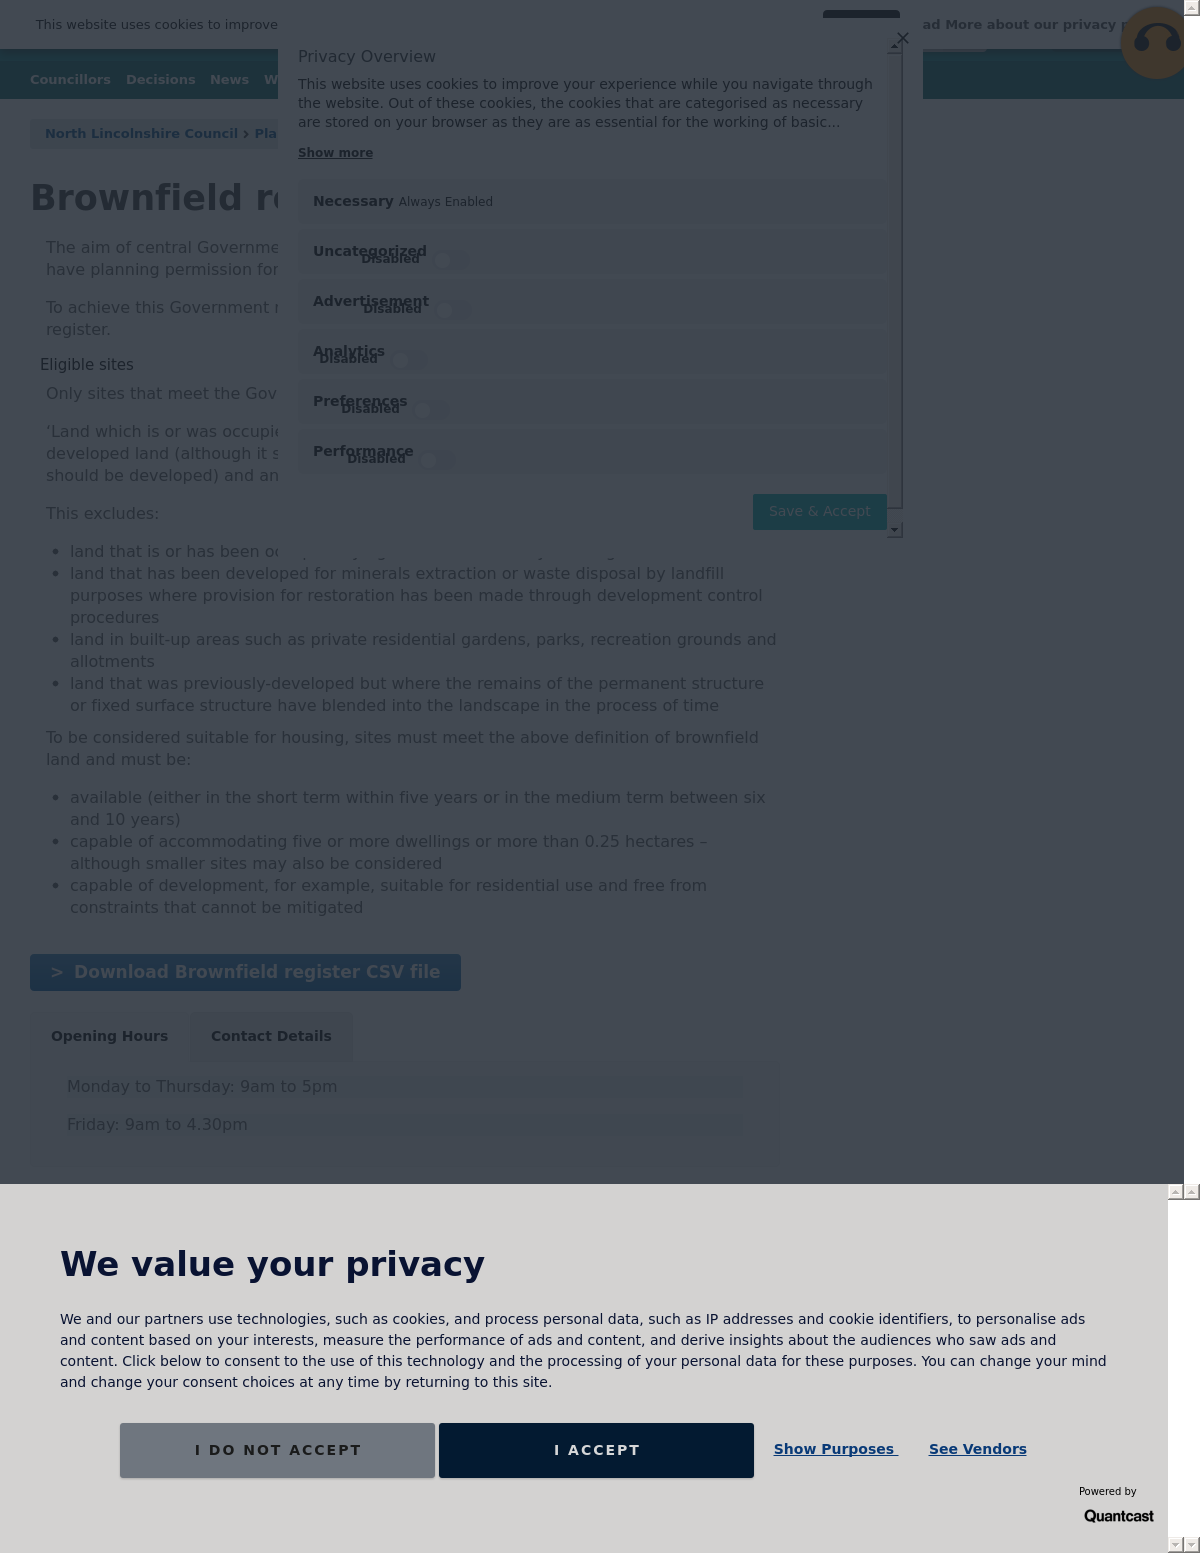 This website uses cookies to improve
ad More about our privacy p
Councillors Decisions News W
North Lincolnshire Council › Pla
Brownfield re
The aim of central Governme
have planning permission for
To achieve this Government r
register.
Eligible sites
Only sites that meet the Gov
‘Land which is or was occupie
developed land (although it s
should be developed) and an
This excludes:
land that is or has been oc
land that has been developed for minerals extraction or waste disposal by landfill
purposes where provision for restoration has been made through development control
procedures
land in built-up areas such as private residential gardens, parks, recreation grounds and
allotments
land that was previously-developed but where the remains of the permanent structure
or fixed surface structure have blended into the landscape in the process of time
To be considered suitable for housing, sites must meet the above definition of brownfield
land and must be:
available (either in the short term within five years or in the medium term between six
and 10 years)
capable of accommodating five or more dwellings or more than 0.25 hectares –
although smaller sites may also be considered
capable of development, for example, suitable for residential use and free from
constraints that cannot be mitigated
> Download Brownfield register CSV file
Opening Hours Contact Details
Monday to Thursday: 9am to 5pm
Friday: 9am to 4.30pm
Privacy Overview
This website uses cookies to improve your experience while you navigate through
the website. Out of these cookies, the cookies that are categorised as necessary
are stored on your browser as they are as essential for the working of basic...
Show more
Necessary Always Enabled
Uncategorized
Disabled
Advertisement
Disabled
Analytics
Disabled
Preferences
Disabled
Performance
Disabled
Save & Accept
We value your privacy
We and our partners use technologies, such as cookies, and process personal data, such as IP addresses and cookie identifiers, to personalise ads
and content based on your interests, measure the performance of ads and content, and derive insights about the audiences who saw ads and
content. Click below to consent to the use of this technology and the processing of your personal data for these purposes. You can change your mind
and change your consent choices at any time by returning to this site.
I DO NOT ACCEPT I ACCEPT Show Purposes See Vendors
Powered by
Quantcast